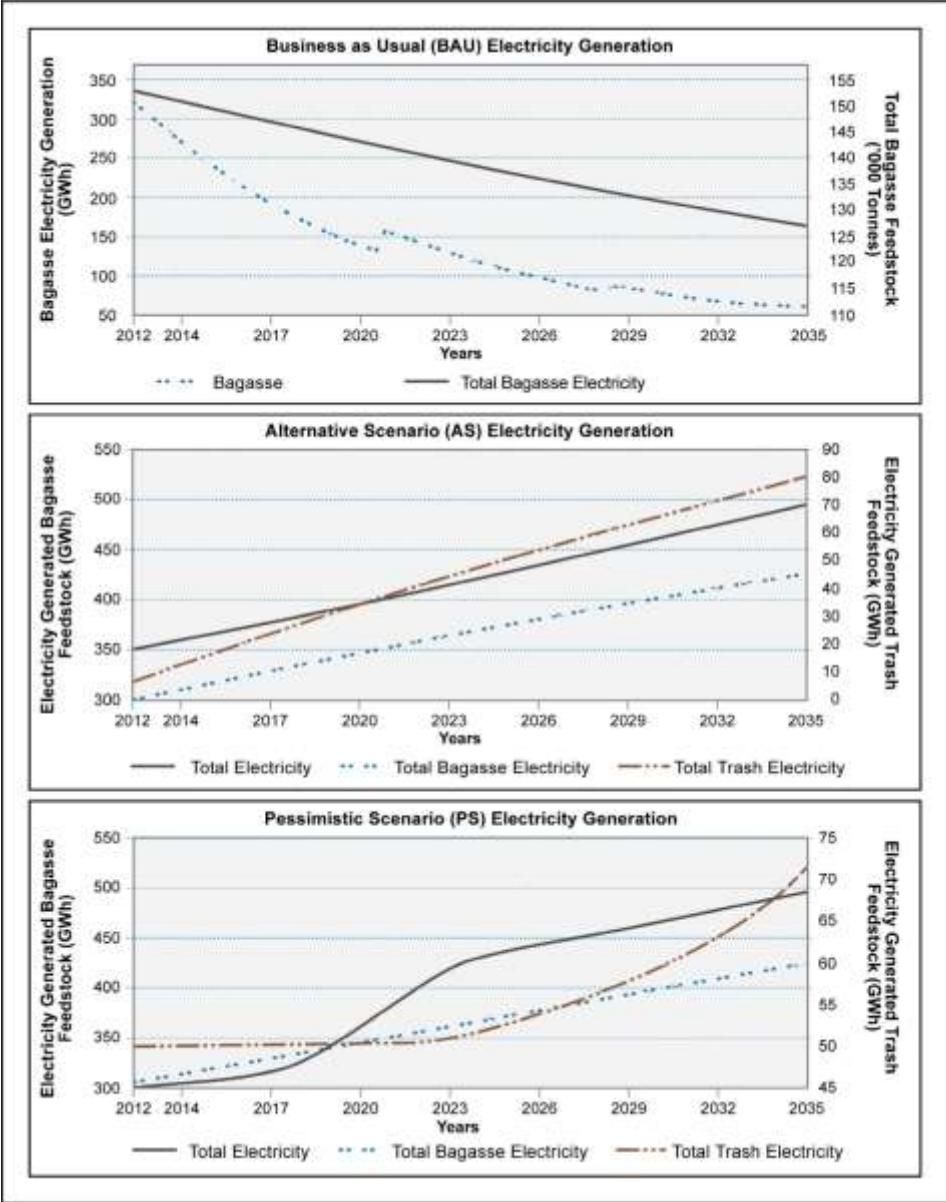 Business as Usual (BAU) Electricity Generation
Bagasse Electricity Generation
(GWh)
350
300
250
200
150
100
50
155
150
145
140
135
130
125
120
115
110
Total Bagasse Feedstock
('000 Tonnes)
2012 2014 2017 2020 2023 2026 2029 2032 2035
Years
Bagasse Total Bagasse Electricity
Alternative Scenario (AS) Electricity Generation
Electricity Generated Bagasse
Feedstock (GWh)
550
500
450
400
350
300
90
80
70
60
50
40
30
20
10
0
Electricity Generated Trash
Feedstock (GWh)
2012 2014 2017 2020 2023 2026 2029 2032 2035
Years
Total Electricity Total Bagasse Electricity Total Trash Electricity
Pessimistic Scenario (PS) Electricity Generation
Electricity Generated Bagasse
Feedstock (GWh)
550
500
450
400
350
300
75
70
65
60
55
50
45
Electricity Generated Trash
Feedstock (GWh)
2012 2014 2017 2020 2023 2026 2029 2032 2035
Years
Total Electricity Total Bagasse Electricity Total Trash Electricity